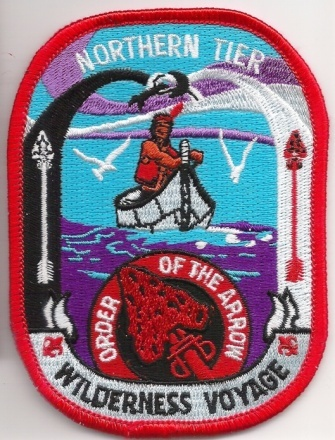 NORTHERN TIER
ORDER OF THE ARROW
WILDERNESS VOYAGE